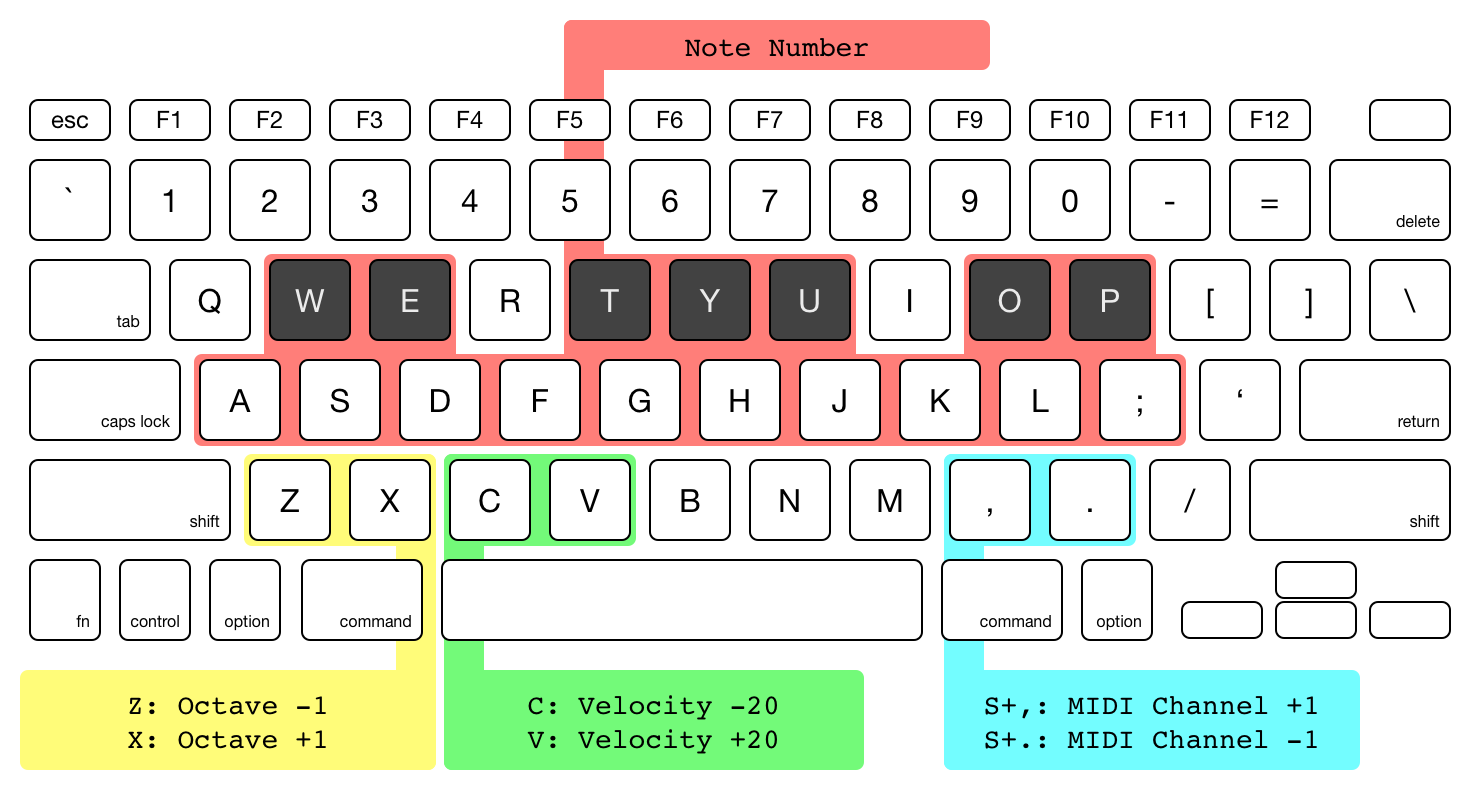 Note Number
esc F1 F2 F3 F4 F5 F6 F7 F8 F9 F10 F11 F12
` 1 2 3 4 5 6 7 8 9 0 - = delete
tab Q W E R T Y U I O P [ ] \
caps lock A S D F G H J K L ; ‘ return
shift Z X C V B N M , . / shift
fn control option command command option
Z: Octave -1
X: Octave +1
C: Velocity -20
V: Velocity +20
S+,: MIDI Channel +1
S+.: MIDI Channel -1